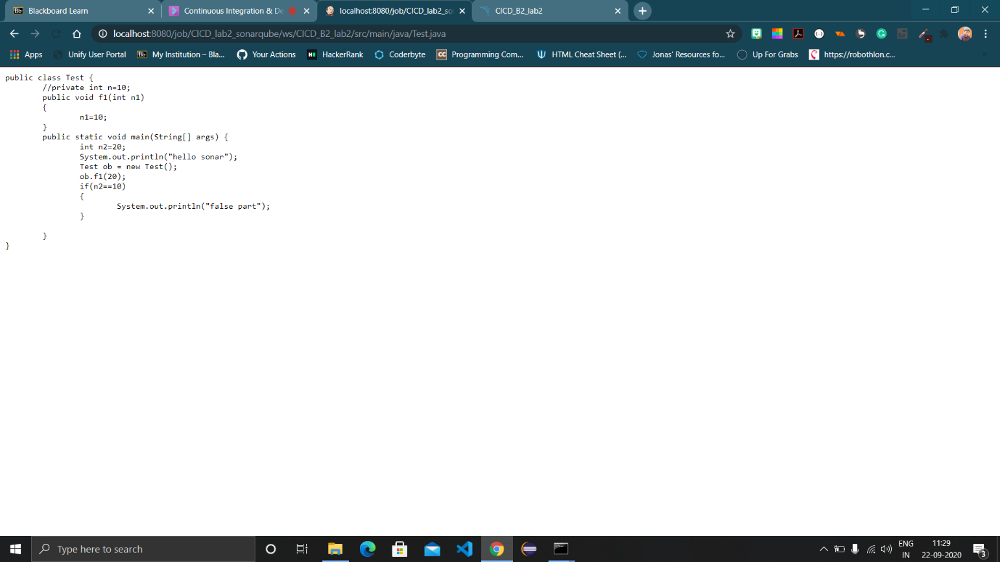 Blackboard Learn
Continuous Integration & De
localhost:8080/job/CICD_lab2_so
CICD_B2_lab2
localhost:8080/job/CICD_lab2_sonarqube/ws/CICD_B2_lab2/src/main/java/Test.java
Apps
Unify User Portal
Bb My Institution – Bla...
Your Actions
HackerRank
Coderbyte
CC Programming Com...
HTML Cheat Sheet (...
Jonas' Resources fo...
Up For Grabs
https://robothlon.c...
public class Test {
//private int n=10;
public void f1(int n1)
{
n1=10;
}
public static void main(String[] args) {
int n2=20;
System.out.println("hello sonar");
Test ob = new Test();
ob.f1(20);
if(n2==10)
{
System.out.println("false part");
}
}
}
Type here to search
ENG
IN
11:29
22-09-2020
3